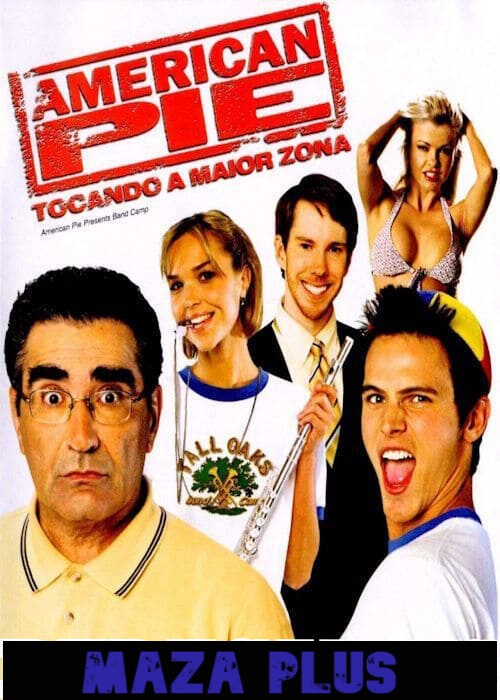 AMERICAN
PIE
TOCANDO A MAIOR ZONA
American Pie Presents Band Camp
TALL OAKS
band camp
MAZA PLUS